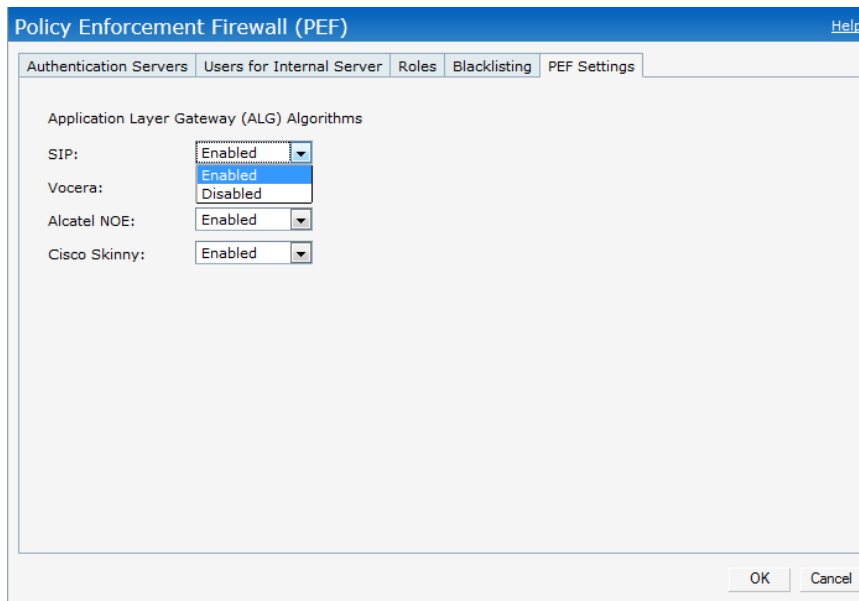 Policy Enforcement Firewall (PEF) Help
Authentication Servers Users for Internal Server Roles Blacklisting PEF Settings
Application Layer Gateway (ALG) Algorithms
SIP: Enabled
Enabled
Vocera:
Disabled
Alcatel NOE: Enabled
Cisco Skinny: Enabled
OK Cancel